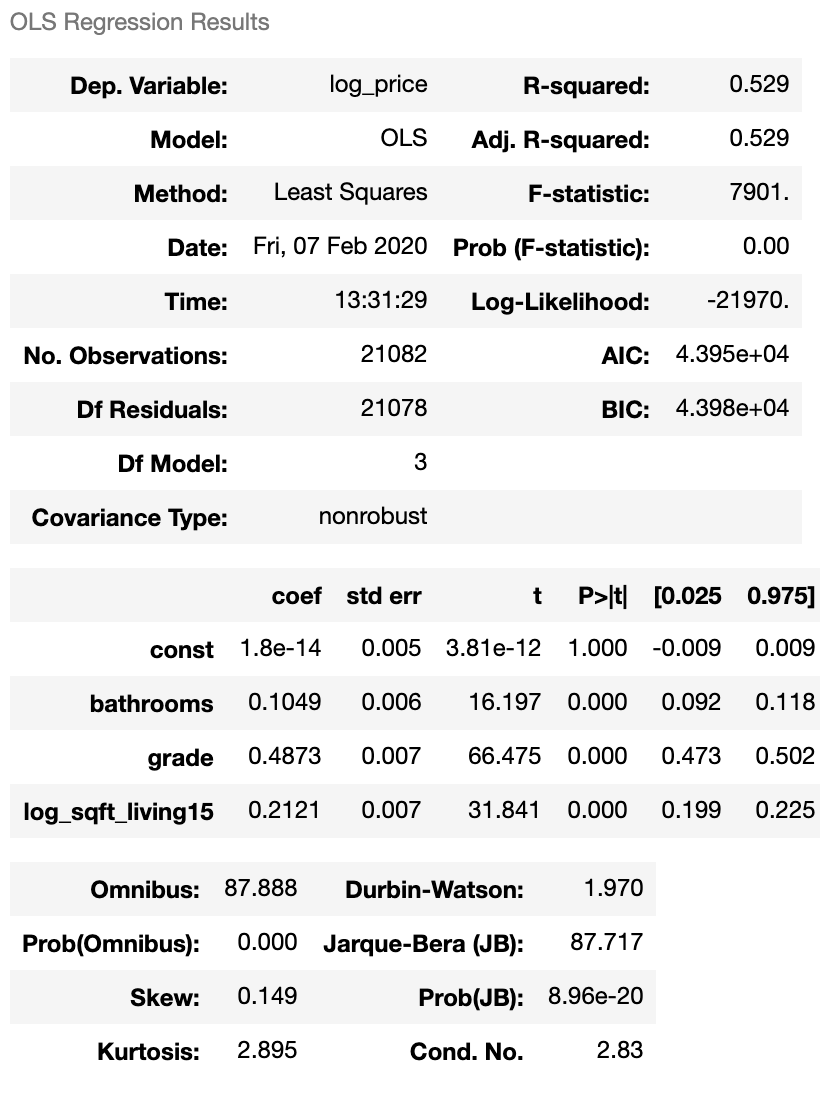 OLS Regression Results
Dep. Variable: log_price R-squared: 0.529
Model: OLS Adj. R-squared: 0.529
Method: Least Squares F-statistic: 7901.
Date: Fri, 07 Feb 2020 Prob (F-statistic): 0.00
Time: 13:31:29 Log-Likelihood: -21970.
No. Observations: 21082 AIC: 4.395e+04
Df Residuals: 21078 BIC: 4.398e+04
Df Model: 3
Covariance Type: nonrobust
coef std err t P>|t| [0.025 0.975]
const 1.8e-14 0.005 3.81e-12 1.000 -0.009 0.009
bathrooms 0.1049 0.006 16.197 0.000 0.092 0.118
grade 0.4873 0.007 66.475 0.000 0.473 0.502
log_sqft_living15 0.2121 0.007 31.841 0.000 0.199 0.225
Omnibus: 87.888 Durbin-Watson: 1.970
Prob(Omnibus): 0.000 Jarque-Bera (JB): 87.717
Skew: 0.149 Prob(JB): 8.96e-20
Kurtosis: 2.895 Cond. No. 2.83